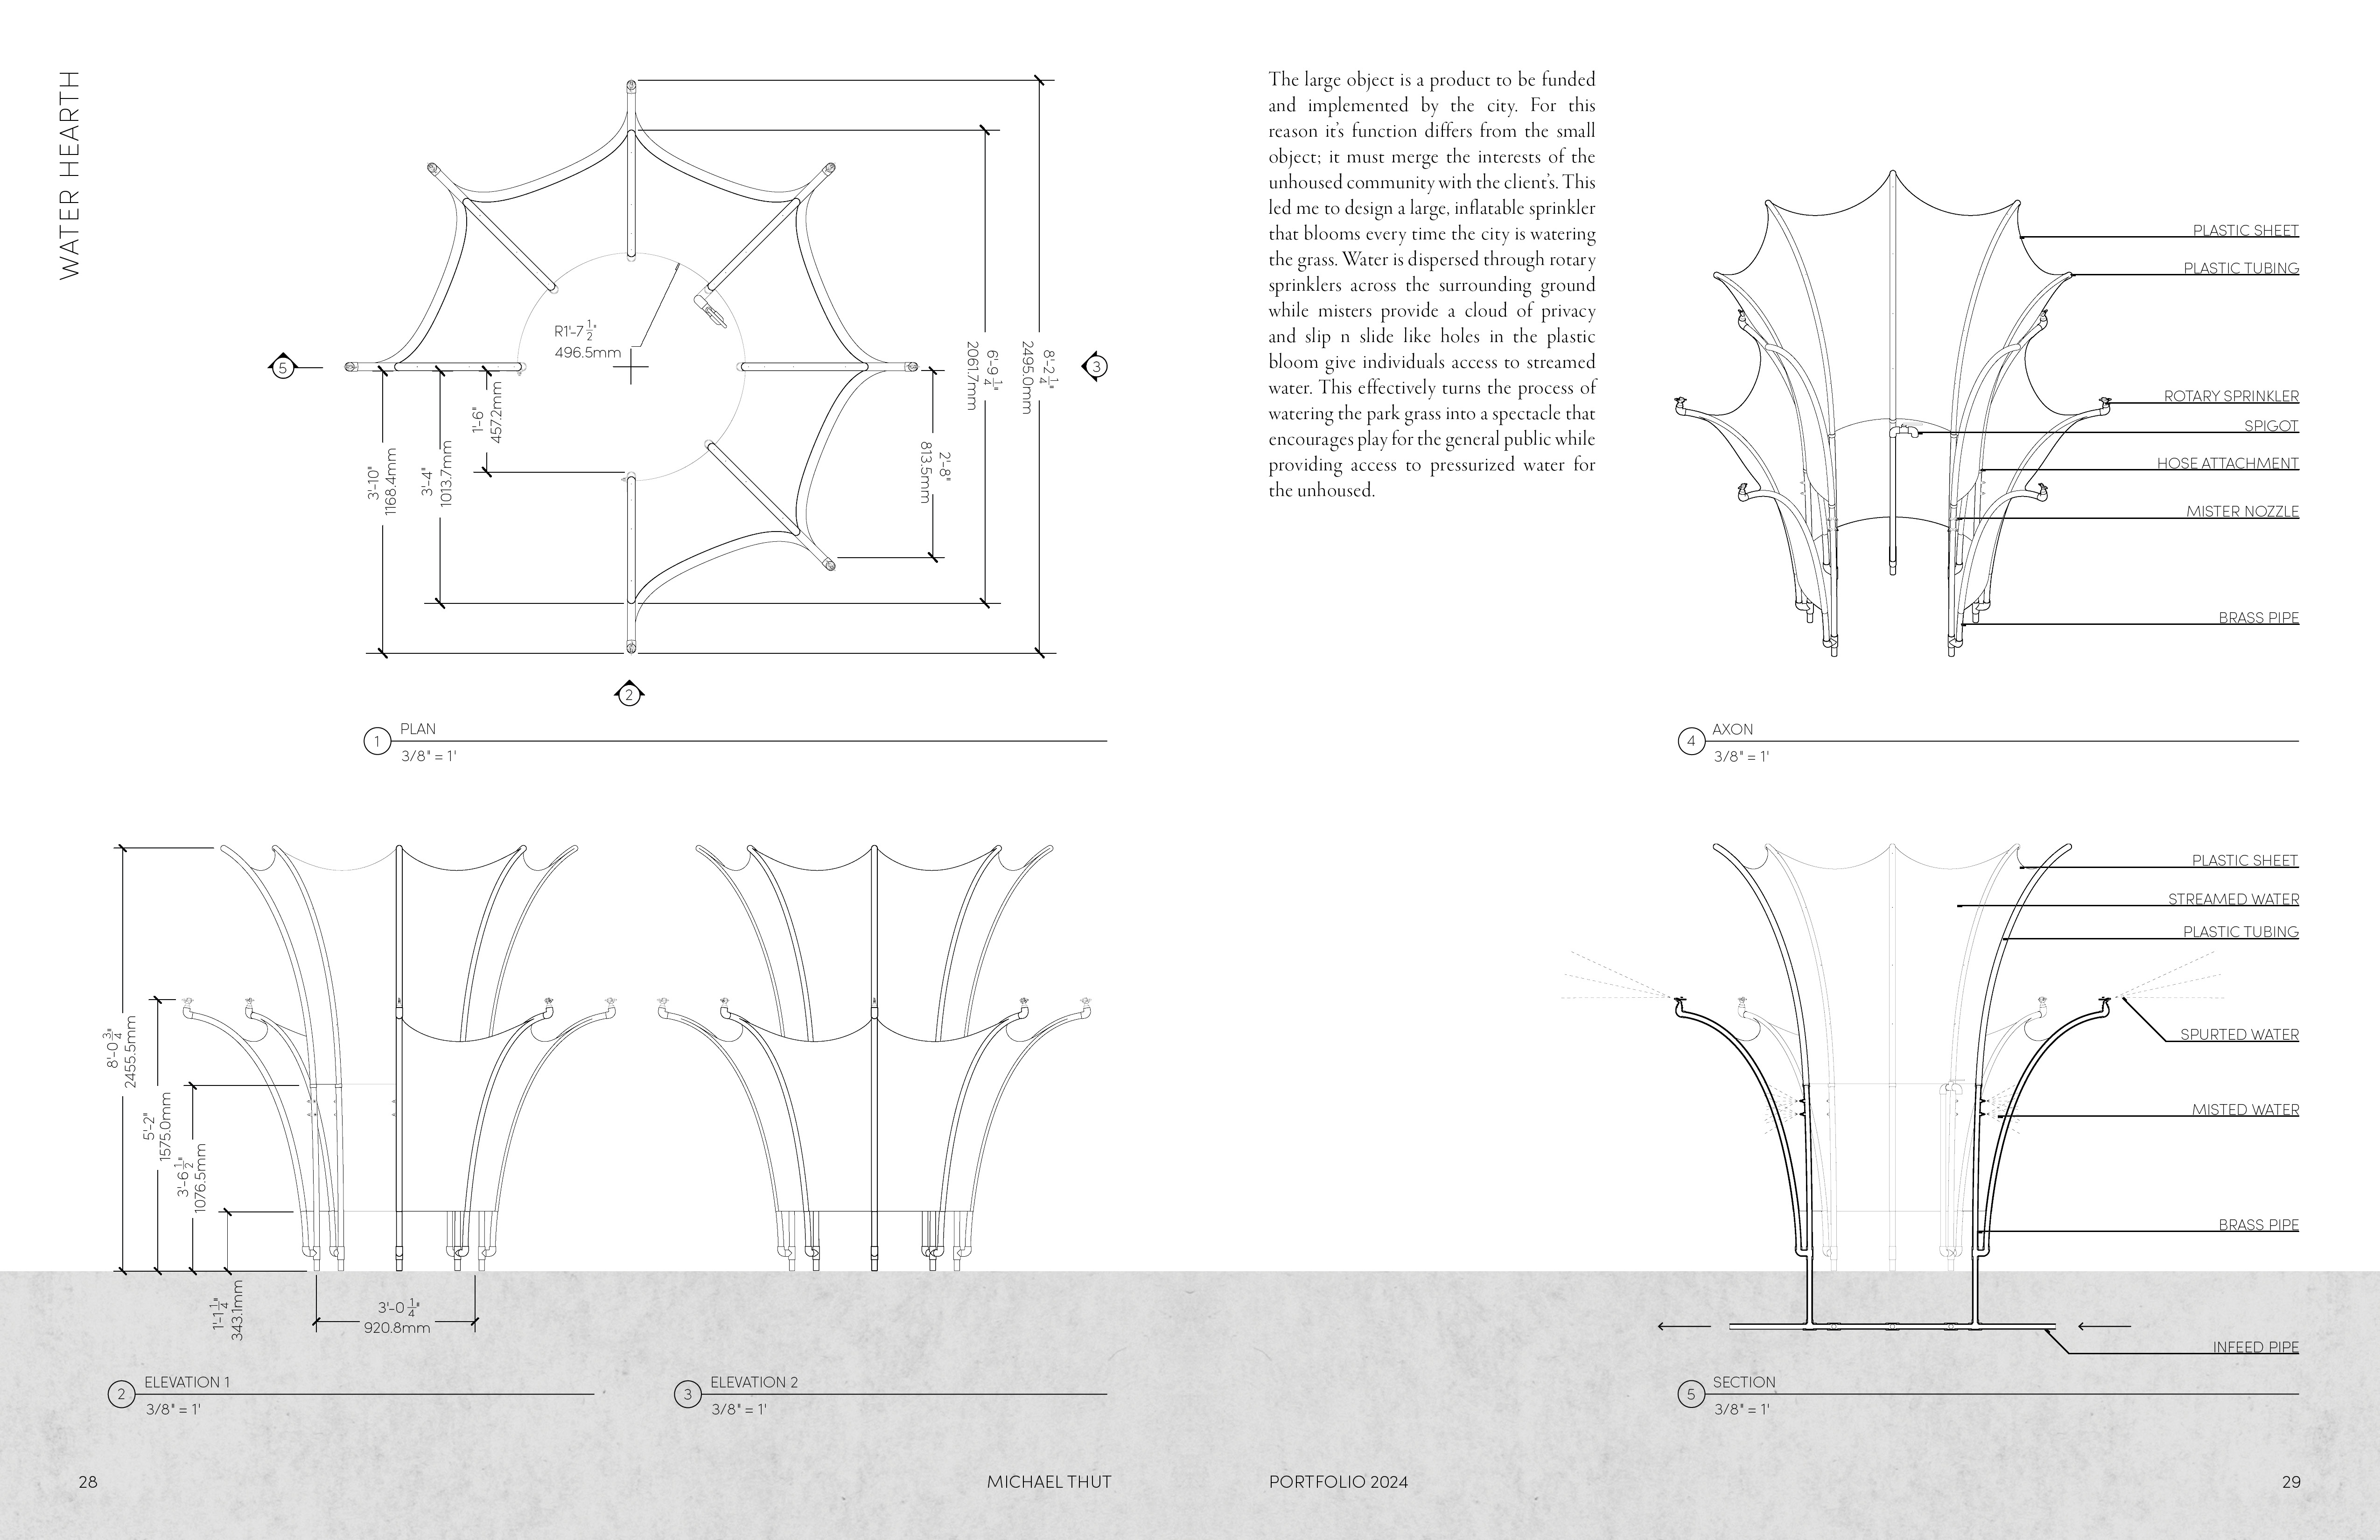 WATER HEARTH
R1'-7 1/2"
496.5mm
5
3
2
3'-10"
1168.4mm
3'-4"
1013.7mm
1'-6"
457.2mm
2'-8"
813.5mm
6'-9 1/4"
2061.7mm
8'-2 1/4"
2495.0mm
1
PLAN
3/8" = 1'
The large object is a product to be funded
and implemented by the city. For this
reason it's function differs from the small
object; it must merge the interests of the
unhoused community with the client's. This
led me to design a large, inflatable sprinkler
that blooms every time the city is watering
the grass. Water is dispersed through rotary
sprinklers across the surrounding ground
while misters provide a cloud of privacy
and slip n slide like holes in the plastic
bloom give individuals access to streamed
water. This effectively turns the process of
watering the park grass into a spectacle that
encourages play for the general public while
providing access to pressurized water for
the unhoused.
PLASTIC SHEET
PLASTIC TUBING
ROTARY SPRINKLER
SPIGOT
HOSE ATTACHMENT
MISTER NOZZLE
BRASS PIPE
4
AXON
3/8" = 1'
8'-0 3/4"
2455.5mm
5'-2"
1575.0mm
3'-6 1/2"
1076.5mm
1'-1 1/4"
343.1mm
3'-0 1/4"
920.8mm
2
ELEVATION 1
3/8" = 1'
3
ELEVATION 2
3/8" = 1'
PLASTIC SHEET
STREAMED WATER
PLASTIC TUBING
SPURTED WATER
MISTED WATER
BRASS PIPE
INFEED PIPE
5
SECTION
3/8" = 1'
28
MICHAEL THUT
PORTFOLIO 2024
29